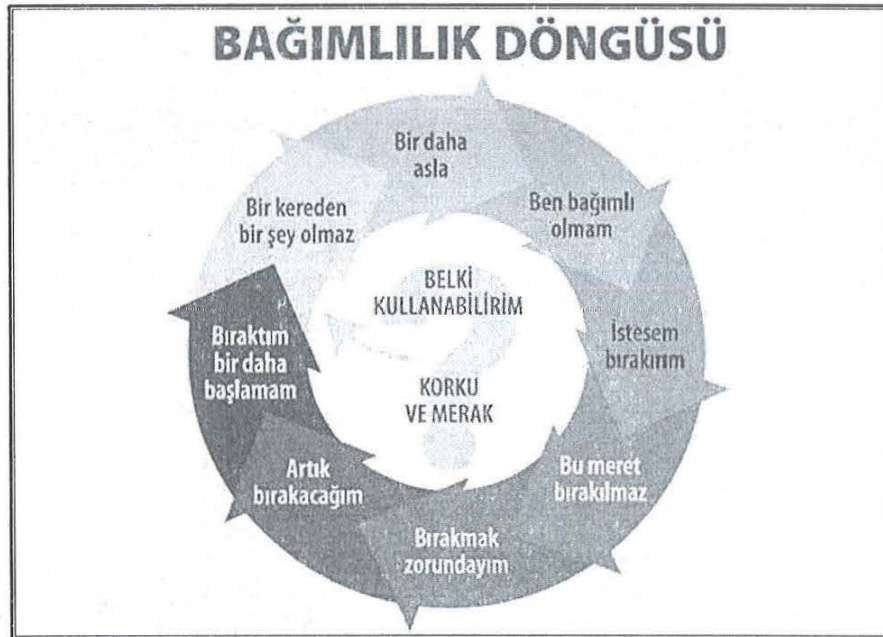 BAĞIMLILIK DÖNGÜSÜ
Bir daha
asla
Ben bağımlı
olmam
İstesem
bırakırım
Bu meret
bırakılmaz
Bırakmak
zorundayım
Artık
bırakacağım
Bıraktım
bir daha
başlamam
Bir kereden
bir şey olmaz
BELKİ
KULLANABİLİRİM
KORKU
VE MERAK
?